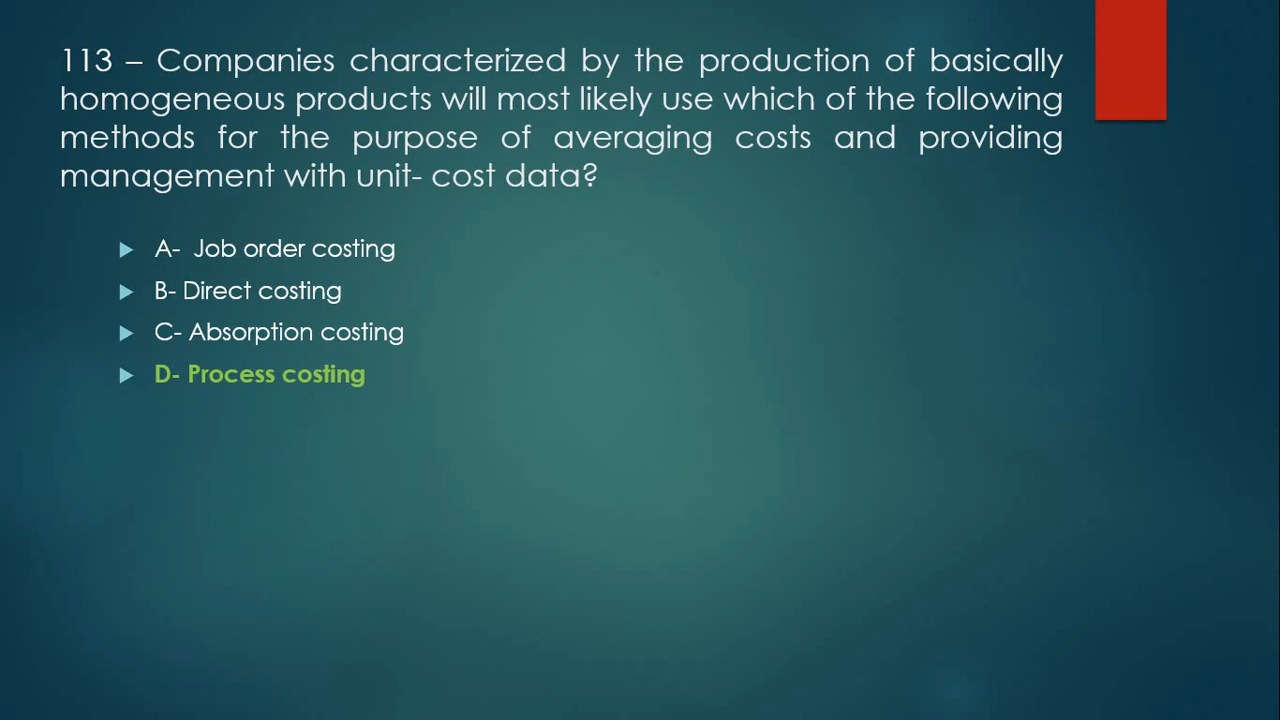 113 – Companies characterized by the production of basically
homogeneous products will most likely use which of the following
methods for the purpose of averaging costs and providing
management with unit- cost data?
A- Job order costing
B- Direct costing
C- Absorption costing
D- Process costing